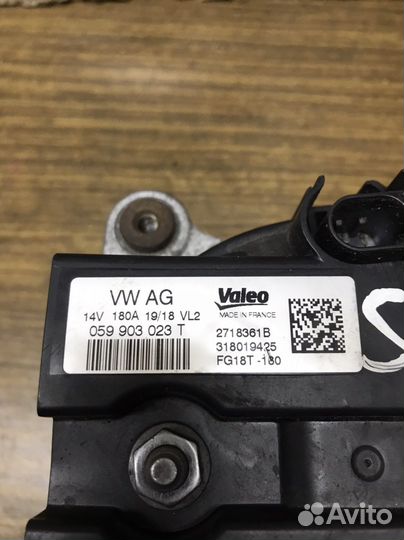 VW AG
14V 180A 19/18 VL2
059 903 023 T
Valeo
MADE IN FRANCE
2718361B
318019425
FG18T -180
S
Avito